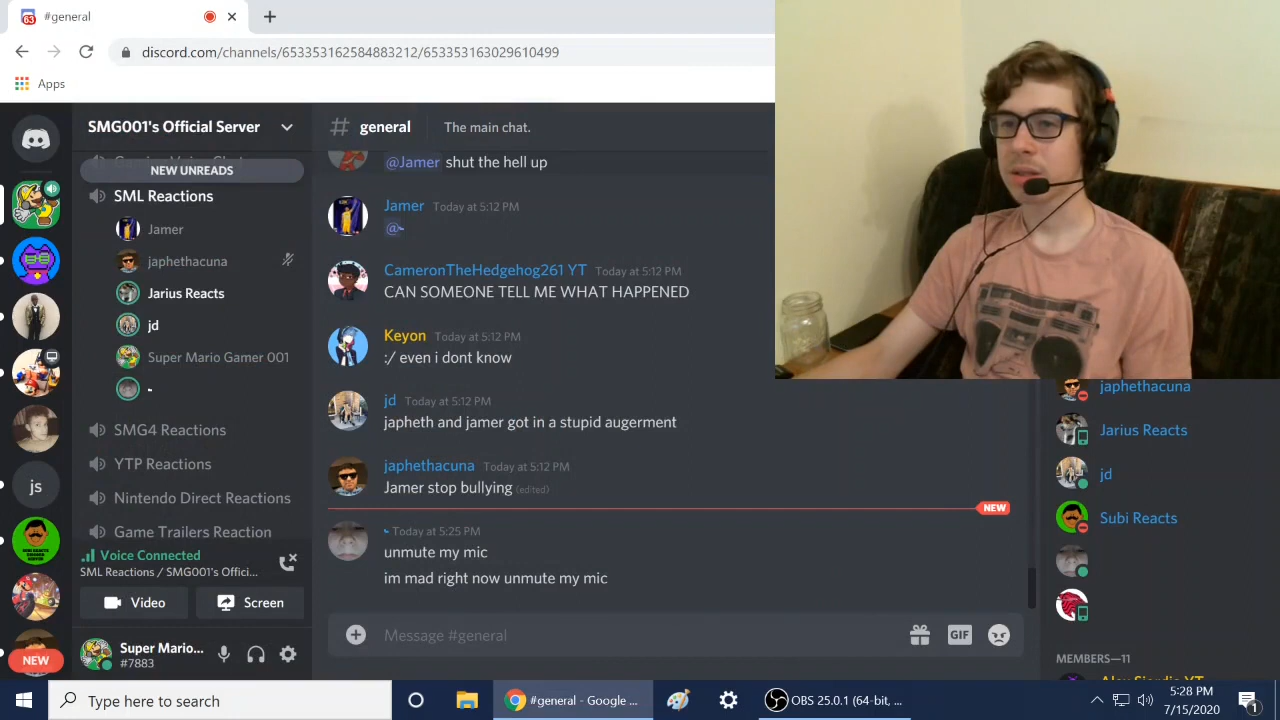 63
#general
discord.com/channels/653353162584883212/653353163029610499
Apps
SMG001's Official Server
general
The main chat.
NEW UNREADS
@Jamer shut the hell up
SML Reactions
Jamer Today at 5:12 PM
@-
Jamer
japhethacuna
CameronTheHedgehog261 YT Today at 5:12 PM
CAN SOMEONE TELL ME WHAT HAPPENED
Jarius Reacts
jd
Keyon Today at 5:12 PM
:/ even i dont know
Super Mario Gamer 001
-
jd Today at 5:12 PM
japheth and jamer got in a stupid augerment
japhethacuna
Jarius Reacts
jd
Subi Reacts
SMG4 Reactions
YTP Reactions
Nintendo Direct Reactions
Game Trailers Reactions
japhethacuna Today at 5:12 PM
Jamer stop bullying (edited)
NEW
- Today at 5:25 PM
unmute my mic
im mad right now unmute my mic
js
SUBI REACTS
Voice Connected
SML Reactions / SMG001's Offici...
Video
Screen
Message #general
GIF
Super Mario...
#7883
NEW
MEMBERS—11
Type here to search
#general - Google ...
OBS 25.0.1 (64-bit, ...
5:28 PM
7/15/2020
1